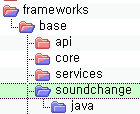 frameworks
base
api
core
services
soundchange
java